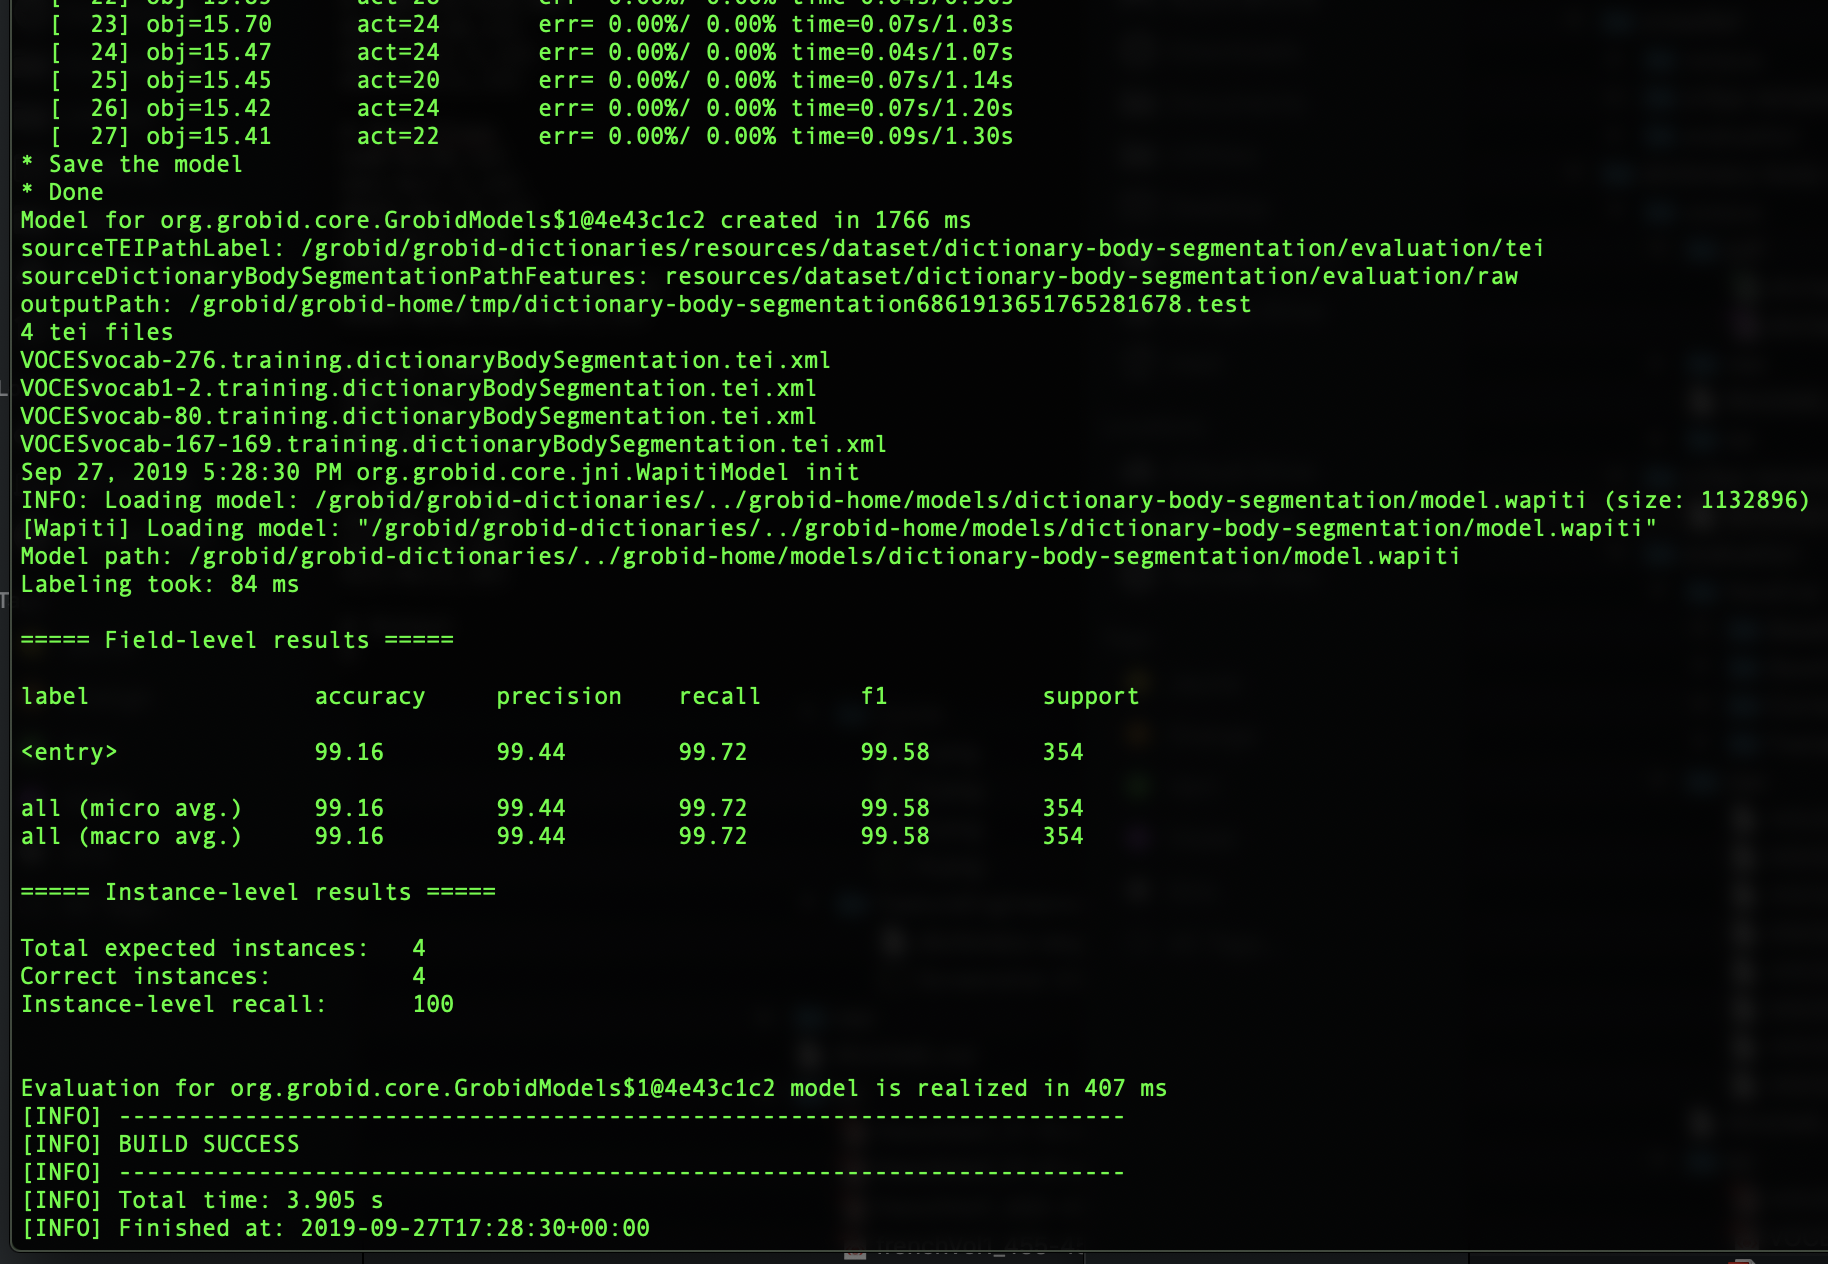 [  23] obj=15.70      act=24       err= 0.00%/ 0.00% time=0.07s/1.03s
[  24] obj=15.47      act=24       err= 0.00%/ 0.00% time=0.04s/1.07s
[  25] obj=15.45      act=20       err= 0.00%/ 0.00% time=0.07s/1.14s
[  26] obj=15.42      act=24       err= 0.00%/ 0.00% time=0.07s/1.20s
[  27] obj=15.41      act=22       err= 0.00%/ 0.00% time=0.09s/1.30s
* Save the model
* Done
Model for org.grobid.core.GrobidModels$1@4e43c1c2 created in 1766 ms
sourceTEIPathLabel: /grobid/grobid-dictionaries/resources/dataset/dictionary-body-segmentation/evaluation/tei
sourceDictionaryBodySegmentationPathFeatures: resources/dataset/dictionary-body-segmentation/evaluation/raw
outputPath: /grobid/grobid-home/tmp/dictionary-body-segmentation6861913651765281678.test
4 tei files
VOCESvocab-276.training.dictionaryBodySegmentation.tei.xml
VOCESvocab1-2.training.dictionaryBodySegmentation.tei.xml
VOCESvocab-80.training.dictionaryBodySegmentation.tei.xml
VOCESvocab-167-169.training.dictionaryBodySegmentation.tei.xml
Sep 27, 2019 5:28:30 PM org.grobid.core.jni.WapitiModel init
INFO: Loading model: /grobid/grobid-dictionaries/../grobid-home/models/dictionary-body-segmentation/model.wapiti (size: 1132896)
[Wapiti] Loading model: "/grobid/grobid-dictionaries/../grobid-home/models/dictionary-body-segmentation/model.wapiti"
Model path: /grobid/grobid-dictionaries/../grobid-home/models/dictionary-body-segmentation/model.wapiti
Labeling took: 84 ms
===== Field-level results =====
label                accuracy     precision    recall       f1           support
<entry>              99.16        99.44        99.72        99.58        354
all (micro avg.)     99.16        99.44        99.72        99.58        354
all (macro avg.)     99.16        99.44        99.72        99.58        354
===== Instance-level results =====
Total expected instances:   4
Correct instances:          4
Instance-level recall:      100
Evaluation for org.grobid.core.GrobidModels$1@4e43c1c2 model is realized in 407 ms
[INFO] ------------------------------------------------------------------------
[INFO] BUILD SUCCESS
[INFO] ------------------------------------------------------------------------
[INFO] Total time: 3.905 s
[INFO] Finished at: 2019-09-27T17:28:30+00:00